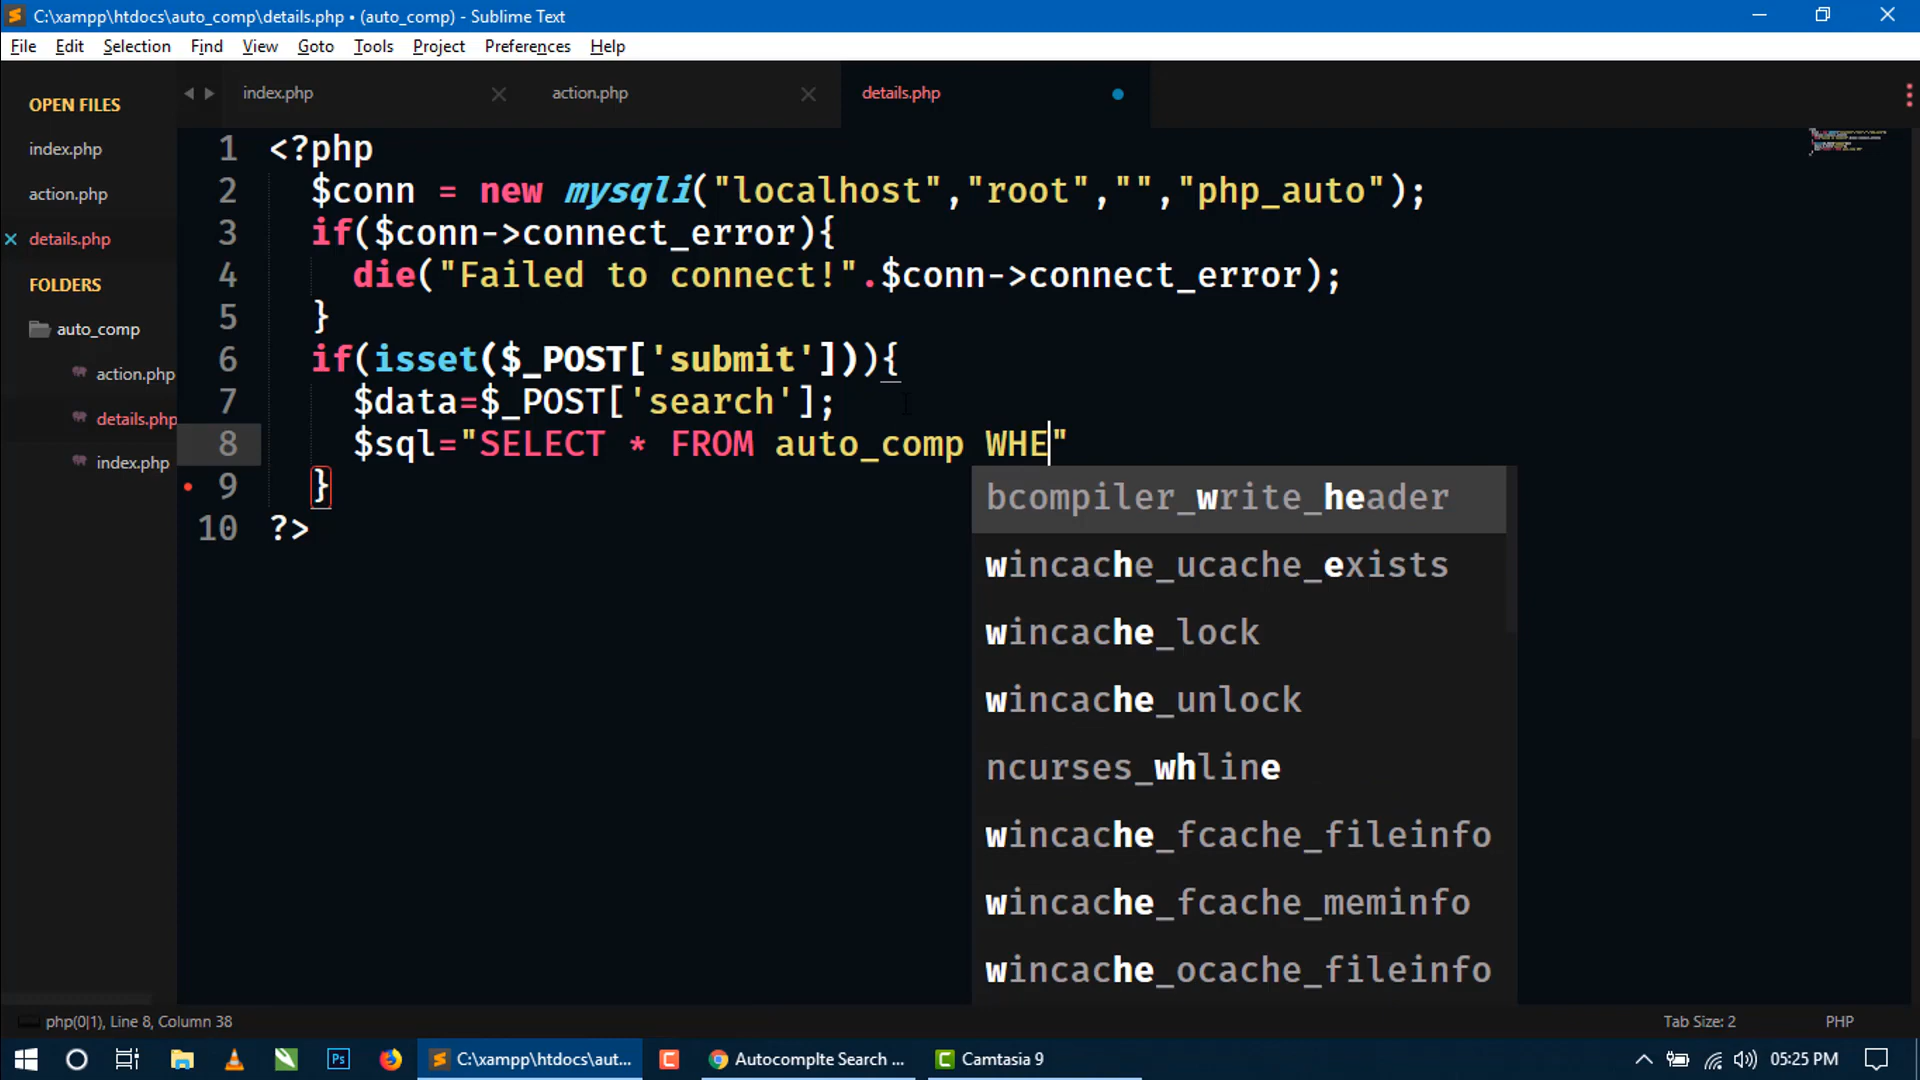 C:\xampp\htdocs\auto_comp\details.php • (auto_comp) - Sublime Text
File Edit Selection Find View Goto Tools Project Preferences Help
OPEN FILES
index.php
action.php
details.php
FOLDERS
auto_comp
action.php
details.php
index.php
index.php action.php details.php
1 <?php
2 $conn = new mysqli("localhost","root","","php_auto");
3 if($conn->connect_error){
4 die("Failed to connect!".$conn->connect_error);
5 }
6 if(isset($_POST['submit'])){
7 $data=$_POST['search'];
8 $sql="SELECT * FROM auto_comp WHE"
9 }
10 ?>
bcompiler_write_header
wincache_ucache_exists
wincache_lock
wincache_unlock
ncurses_whline
wincache_fcache_fileinfo
wincache_fcache_meminfo
wincache_ocache_fileinfo
php(0|1), Line 8, Column 38 Tab Size: 2 PHP
Ps C:\xampp\htdocs\aut... C Autocomplte Search ... C Camtasia 9 05:25 PM